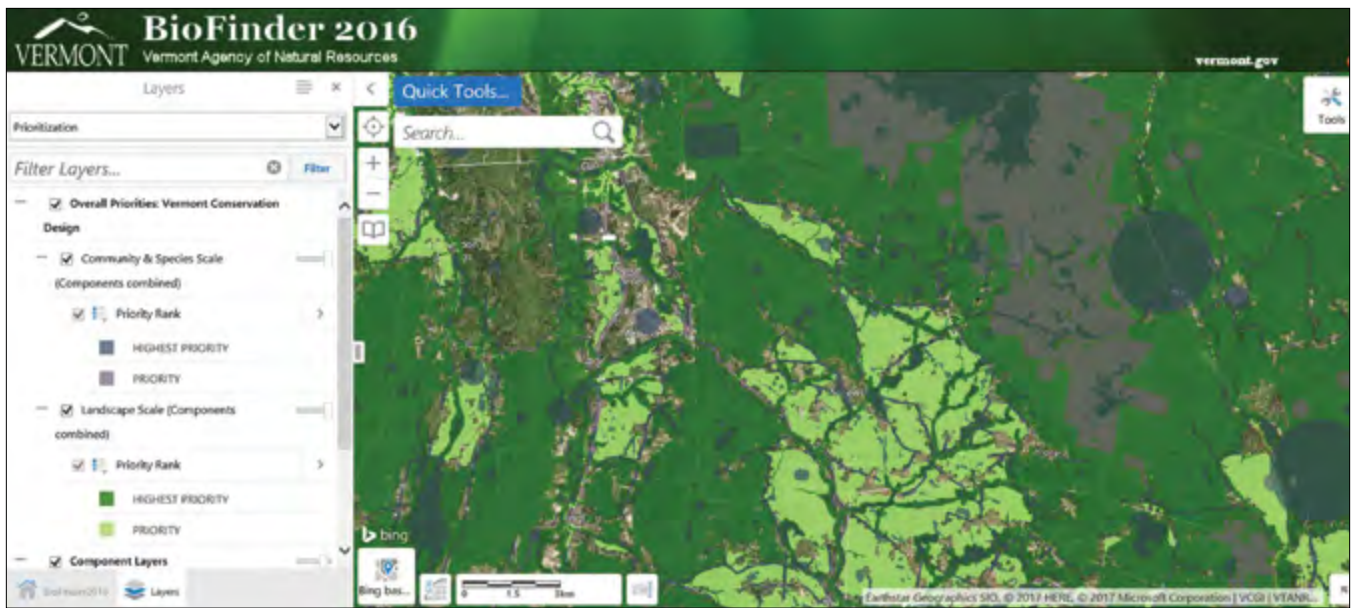 BioFinder 2016
VERMONT Vermont Agency of Natural Resources
vermont.gov
Layers
Quick Tools...
Prioritization
Search...
Tools
Filter Layers...
Filter
Overall Priorities: Vermont Conservation
Design
Community & Species Scale
(Components combined)
Priority Rank
HIGHEST PRIORITY
PRIORITY
Landscape Scale (Components
combined)
Priority Rank
HIGHEST PRIORITY
PRIORITY
Component Layers
Layers
bing
Bing bas...
0 1.5 3km
Earthstar Geographics SIO, © 2017 HERE, © 2017 Microsoft Corporation | VCGI | VTANR...